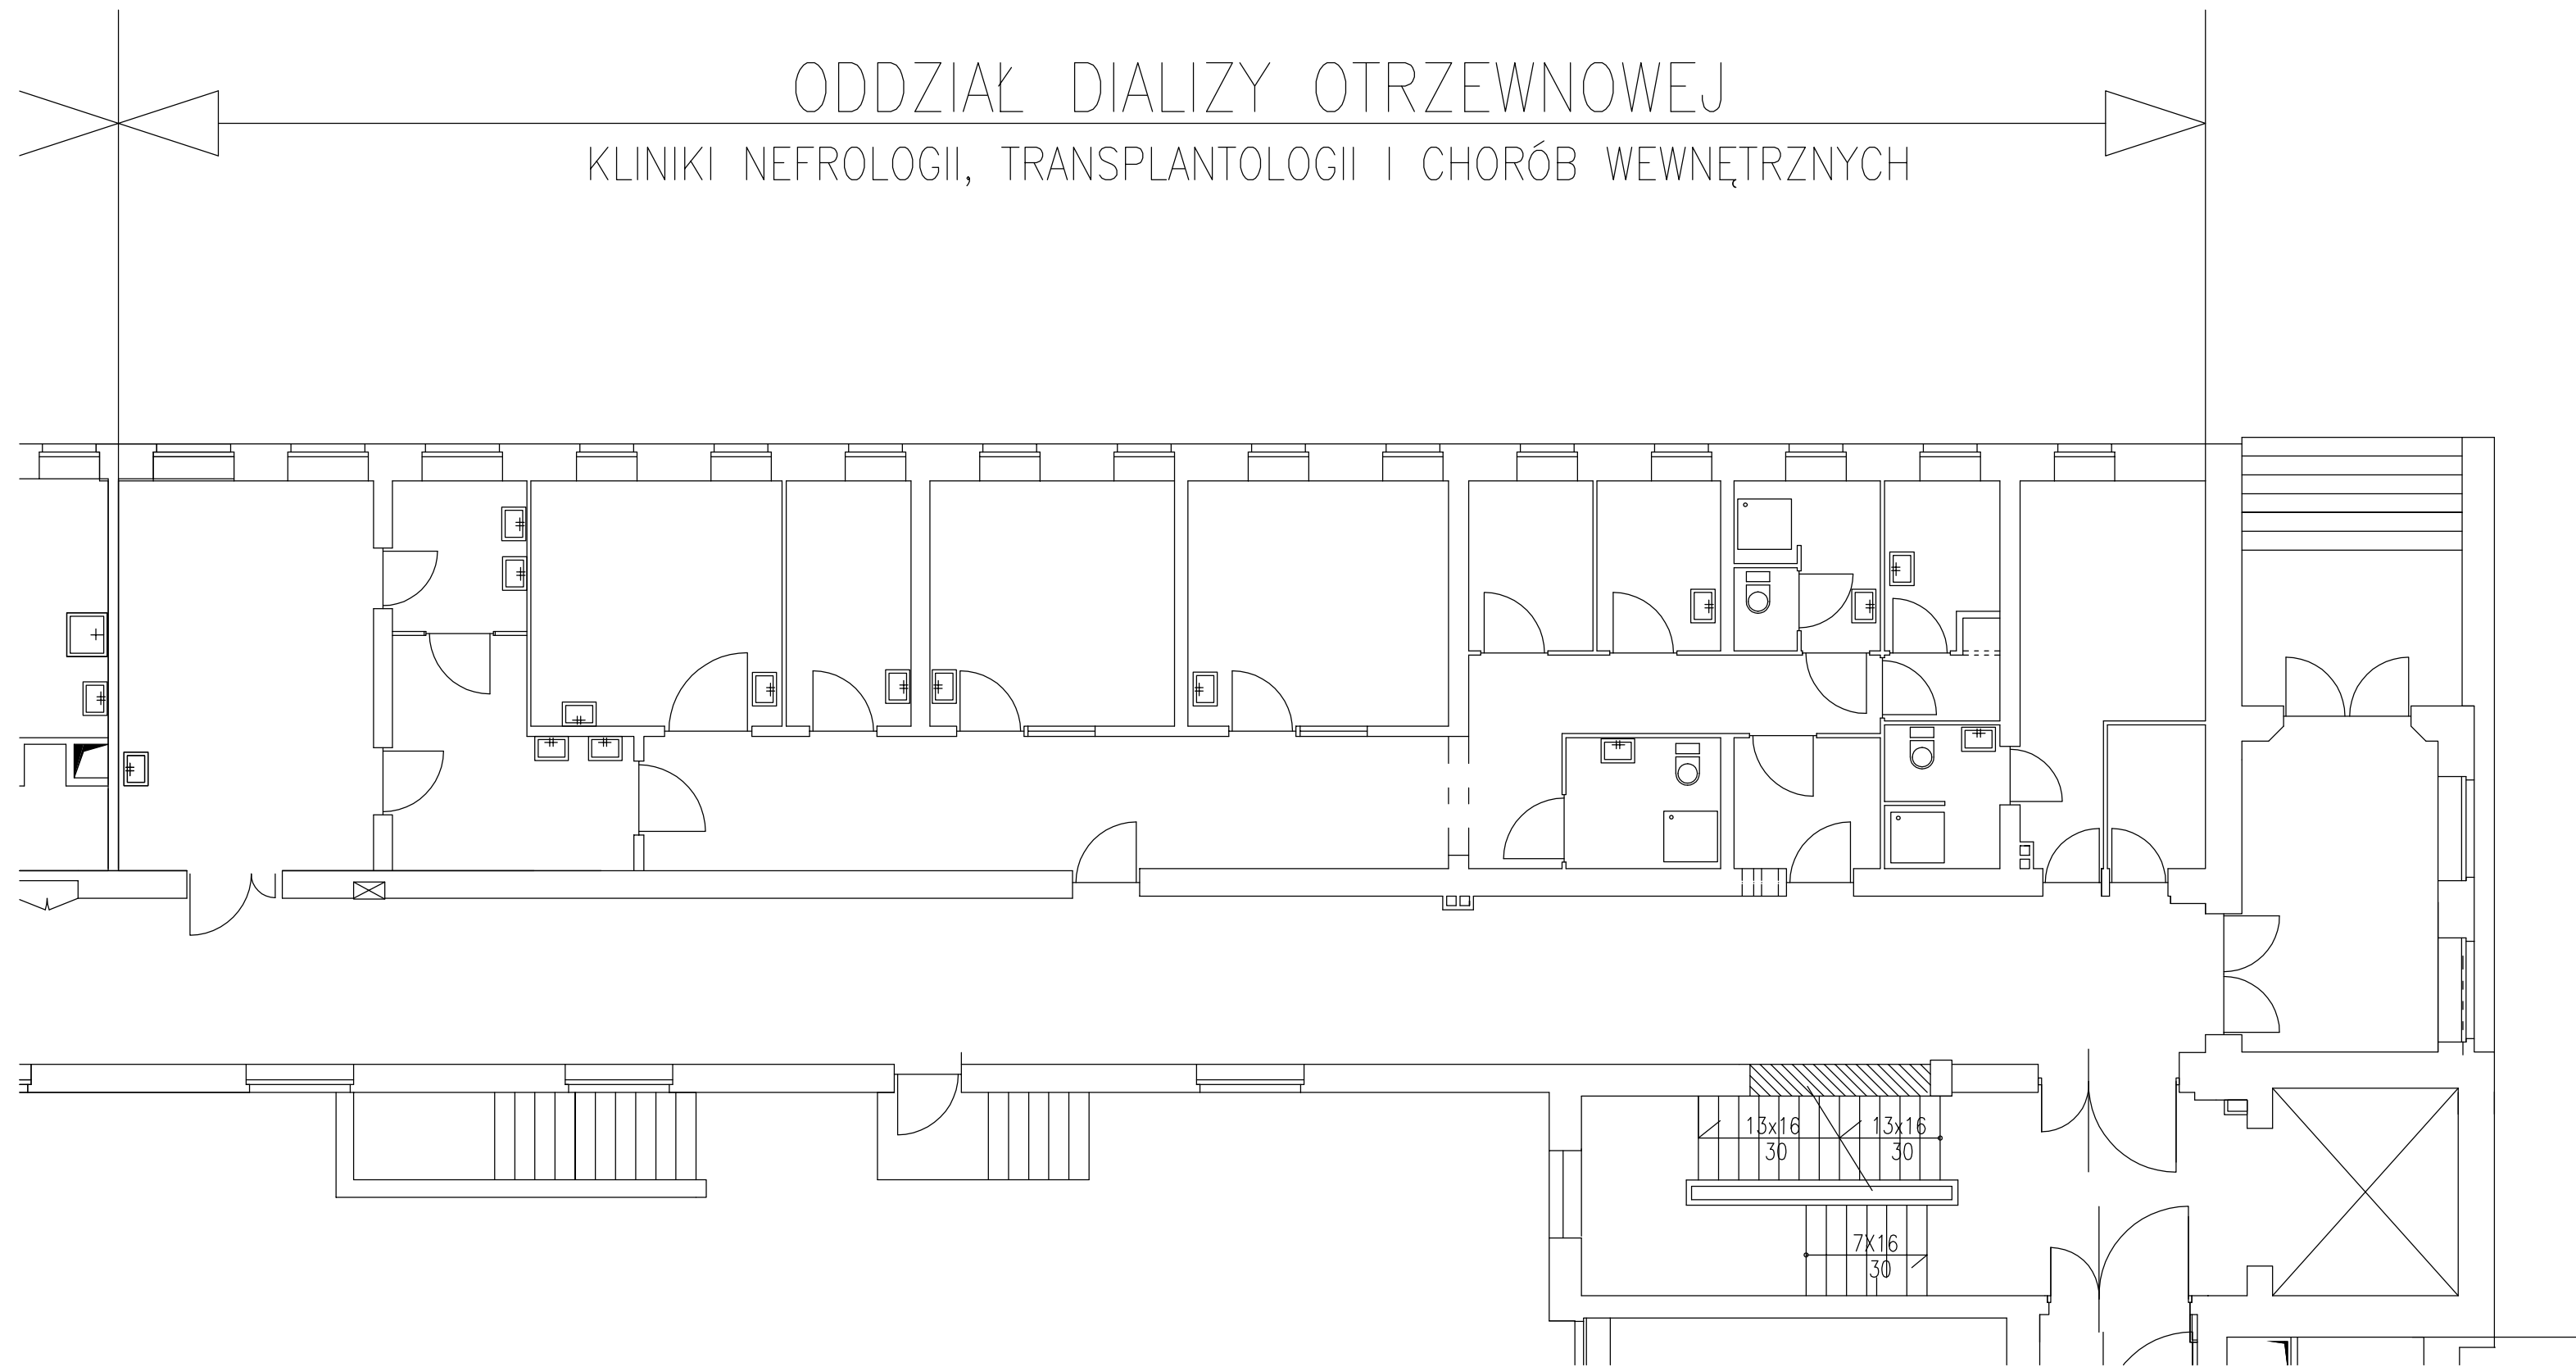 ODDZIAŁ DIALIZY OTRZEWNOWEJ
KLINIKI NEFROLOGII, TRANSPLANTOLOGII I CHORÓB WEWNĘTRZNYCH
13x16 13x16
30 30
7X16
30